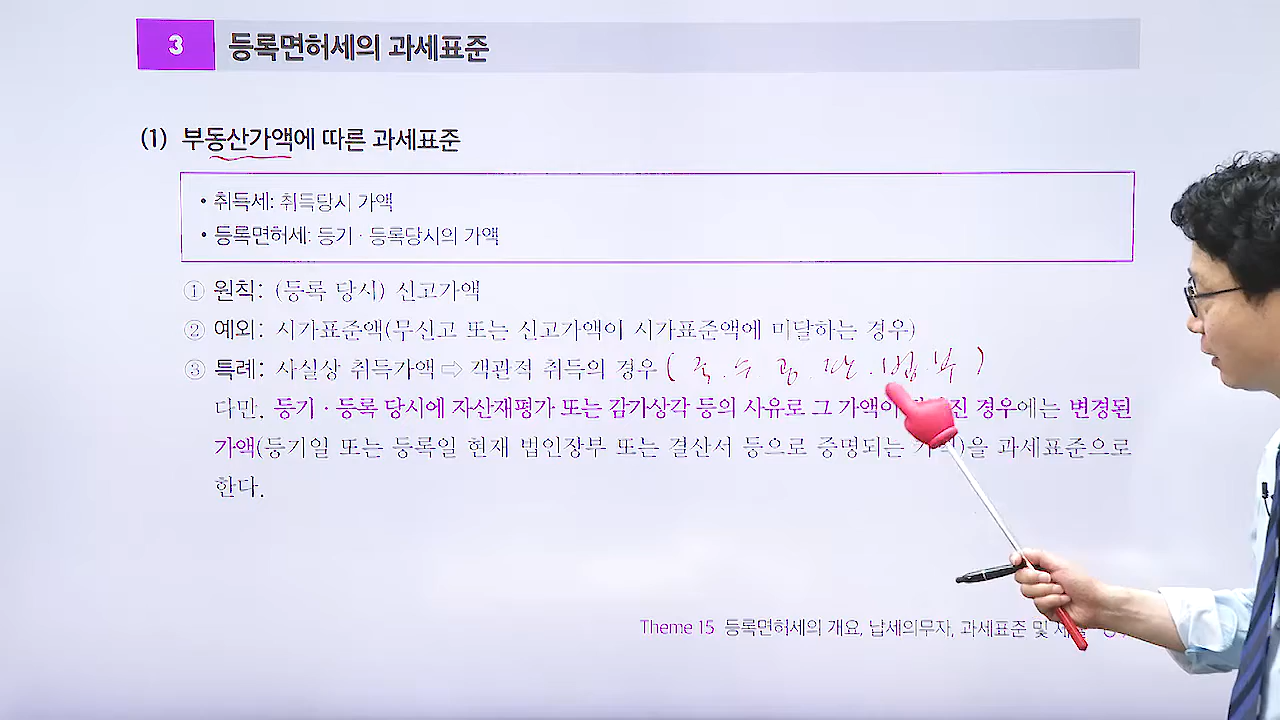 3 등록면허세의 과세표준
(1) 부동산가액에 따른 과세표준
• 취득세: 취득당시 가액
• 등록면허세: 등기·등록당시의 가액
① 원칙: (등록 당시) 신고가액
② 예외: 시가표준액(무신고 또는 신고가액이 시가표준액에 미달하는 경우)
③ 특례: 사실상 취득가액 ⇨ 객관적 취득의 경우 ( 국.수 공.판.법.부 )
다만, 등기·등록 당시에 자산재평가 또는 감가상각 등의 사유로 그 가액이 경우에는 변경된
가액(등기일 또는 등록일 현재 법인장부 또는 결산서 등으로 증명되는 )을 과세표준으로
한다.
Theme 15 등록면허세의 개요, 납세의무자, 과세표준 및